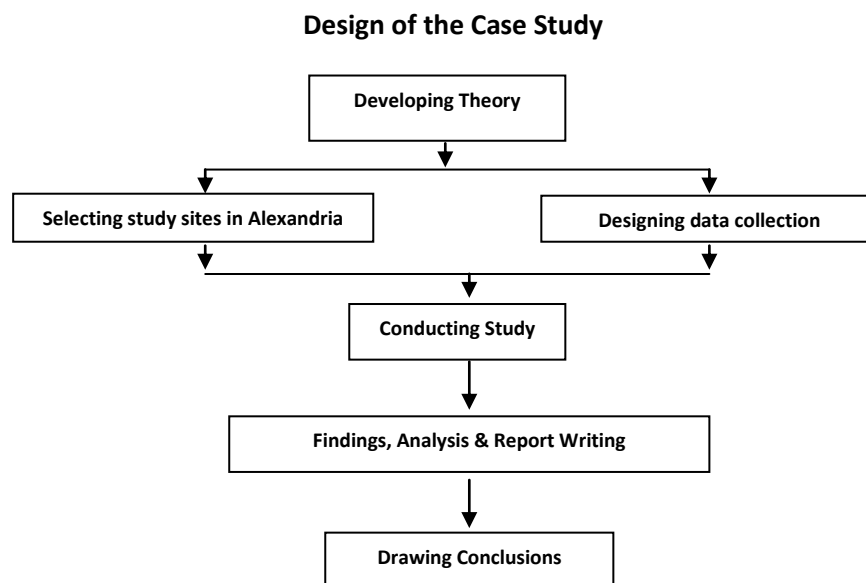 Design of the Case Study
Developing Theory
Selecting study sites in Alexandria
Designing data collection
Conducting Study
Findings, Analysis & Report Writing
Drawing Conclusions